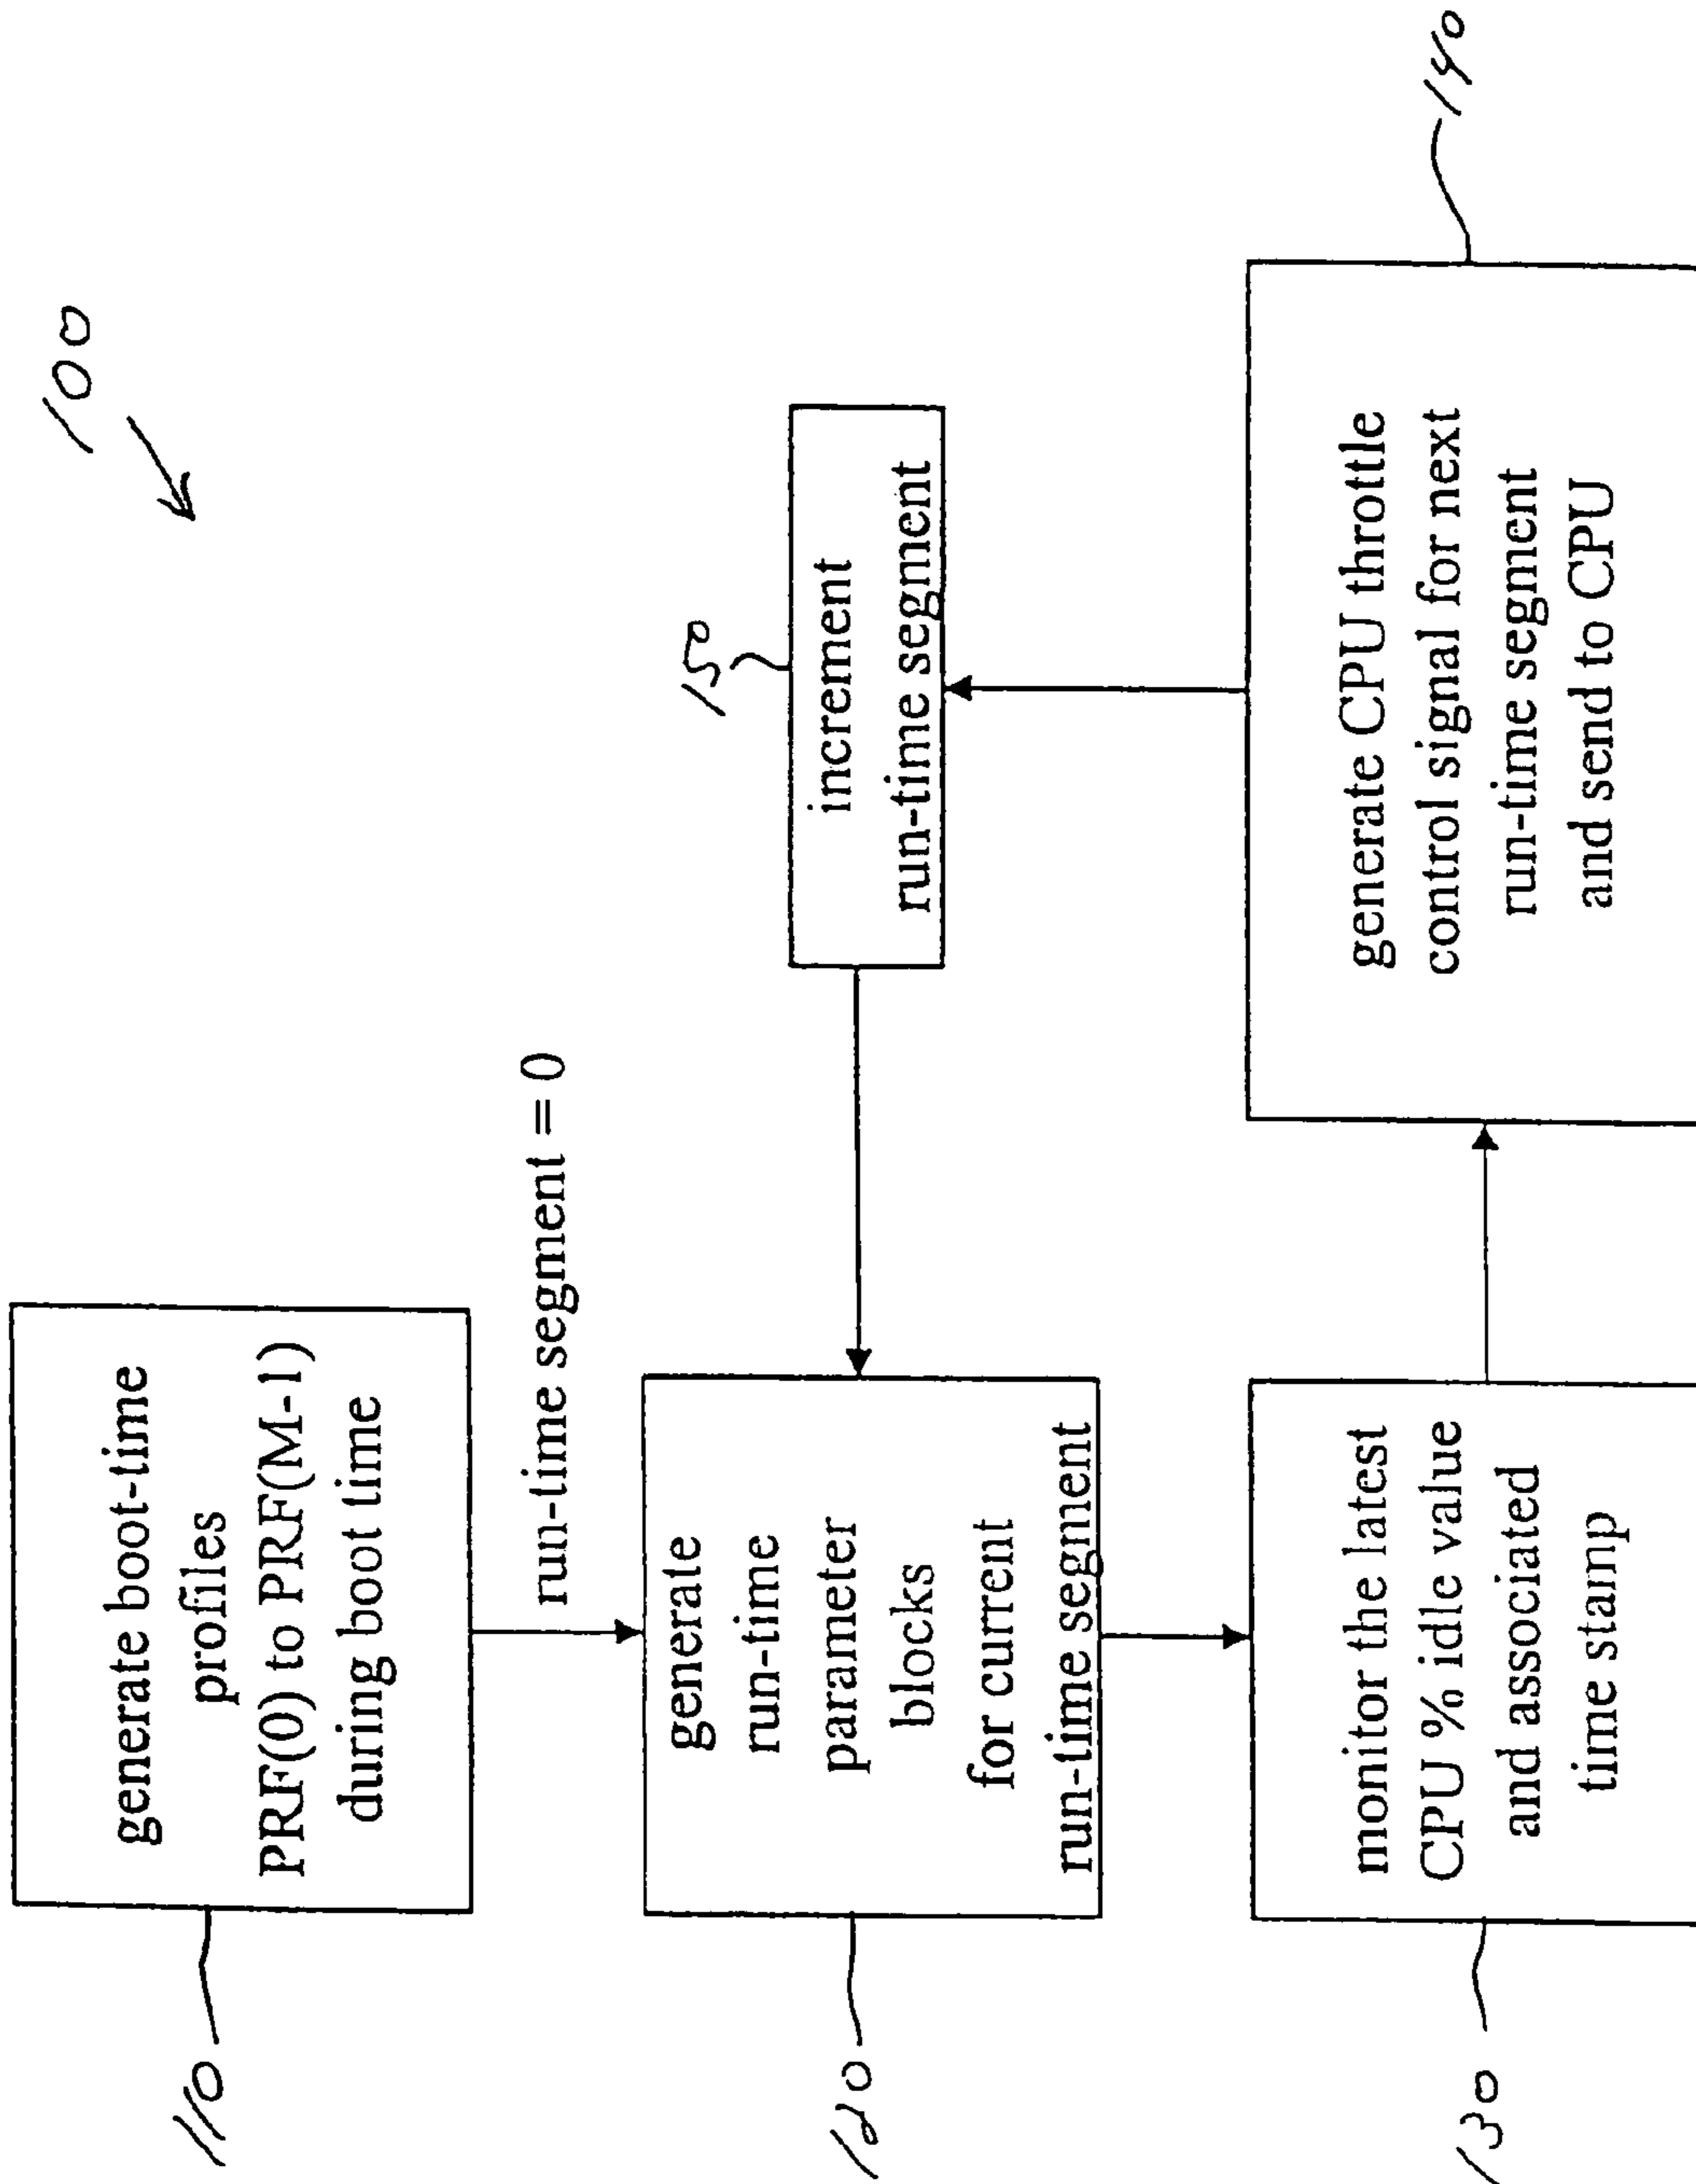 100
110
generate boot-time
profiles
PRF(0) to PRF(M-1)
during boot time
run-time segment = 0
120
generate
run-time
parameter
blocks
for current
run-time segment
150
increment
run-time segment
130
monitor the latest
CPU % idle value
and associated
time stamp
140
generate CPU throttle
control signal for next
run-time segment
and send to CPU